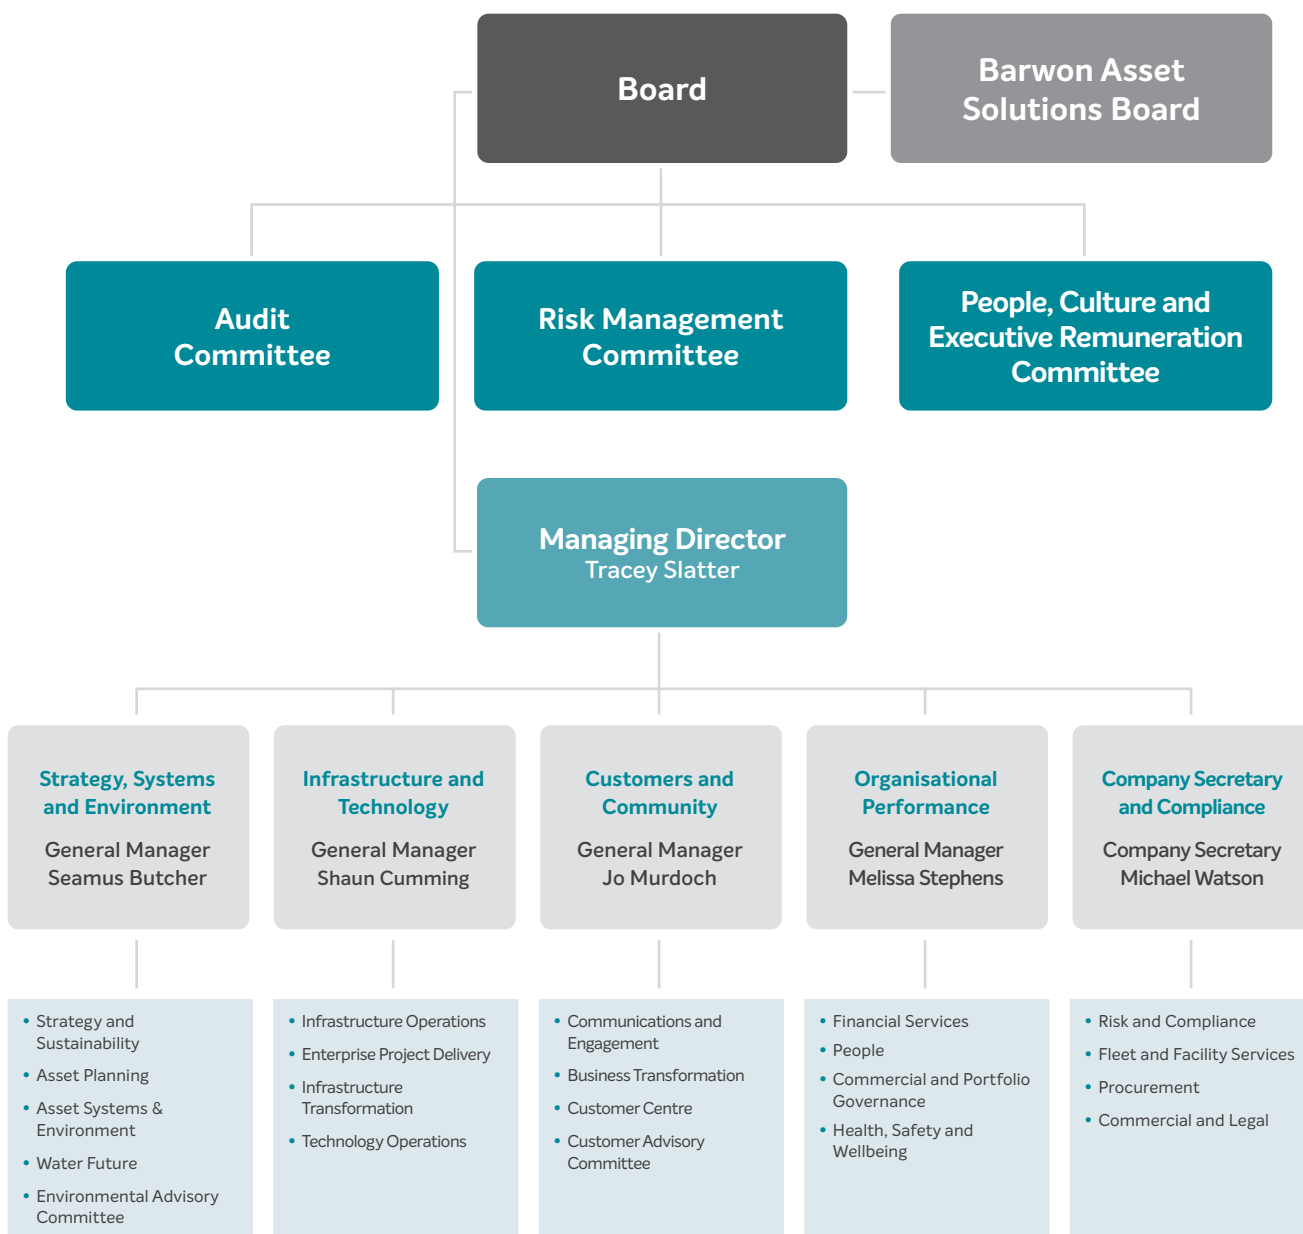 Board
Barwon Asset
Solutions Board
Audit
Committee
Risk Management
Committee
People, Culture and
Executive Remuneration
Committee
Managing Director
Tracey Slatter
Strategy, Systems
and Environment
General Manager
Seamus Butcher
Infrastructure and
Technology
General Manager
Shaun Cumming
Customers and
Community
General Manager
Jo Murdoch
Organisational
Performance
General Manager
Melissa Stephens
Company Secretary
and Compliance
Company Secretary
Michael Watson
• Strategy and
Sustainability
• Asset Planning
• Asset Systems &
Environment
• Water Future
• Environmental Advisory
Committee
• Infrastructure Operations
• Enterprise Project Delivery
• Infrastructure
Transformation
• Technology Operations
• Communications and
Engagement
• Business Transformation
• Customer Centre
• Customer Advisory
Committee
• Financial Services
• People
• Commercial and Portfolio
Governance
• Health, Safety and
Wellbeing
• Risk and Compliance
• Fleet and Facility Services
• Procurement
• Commercial and Legal